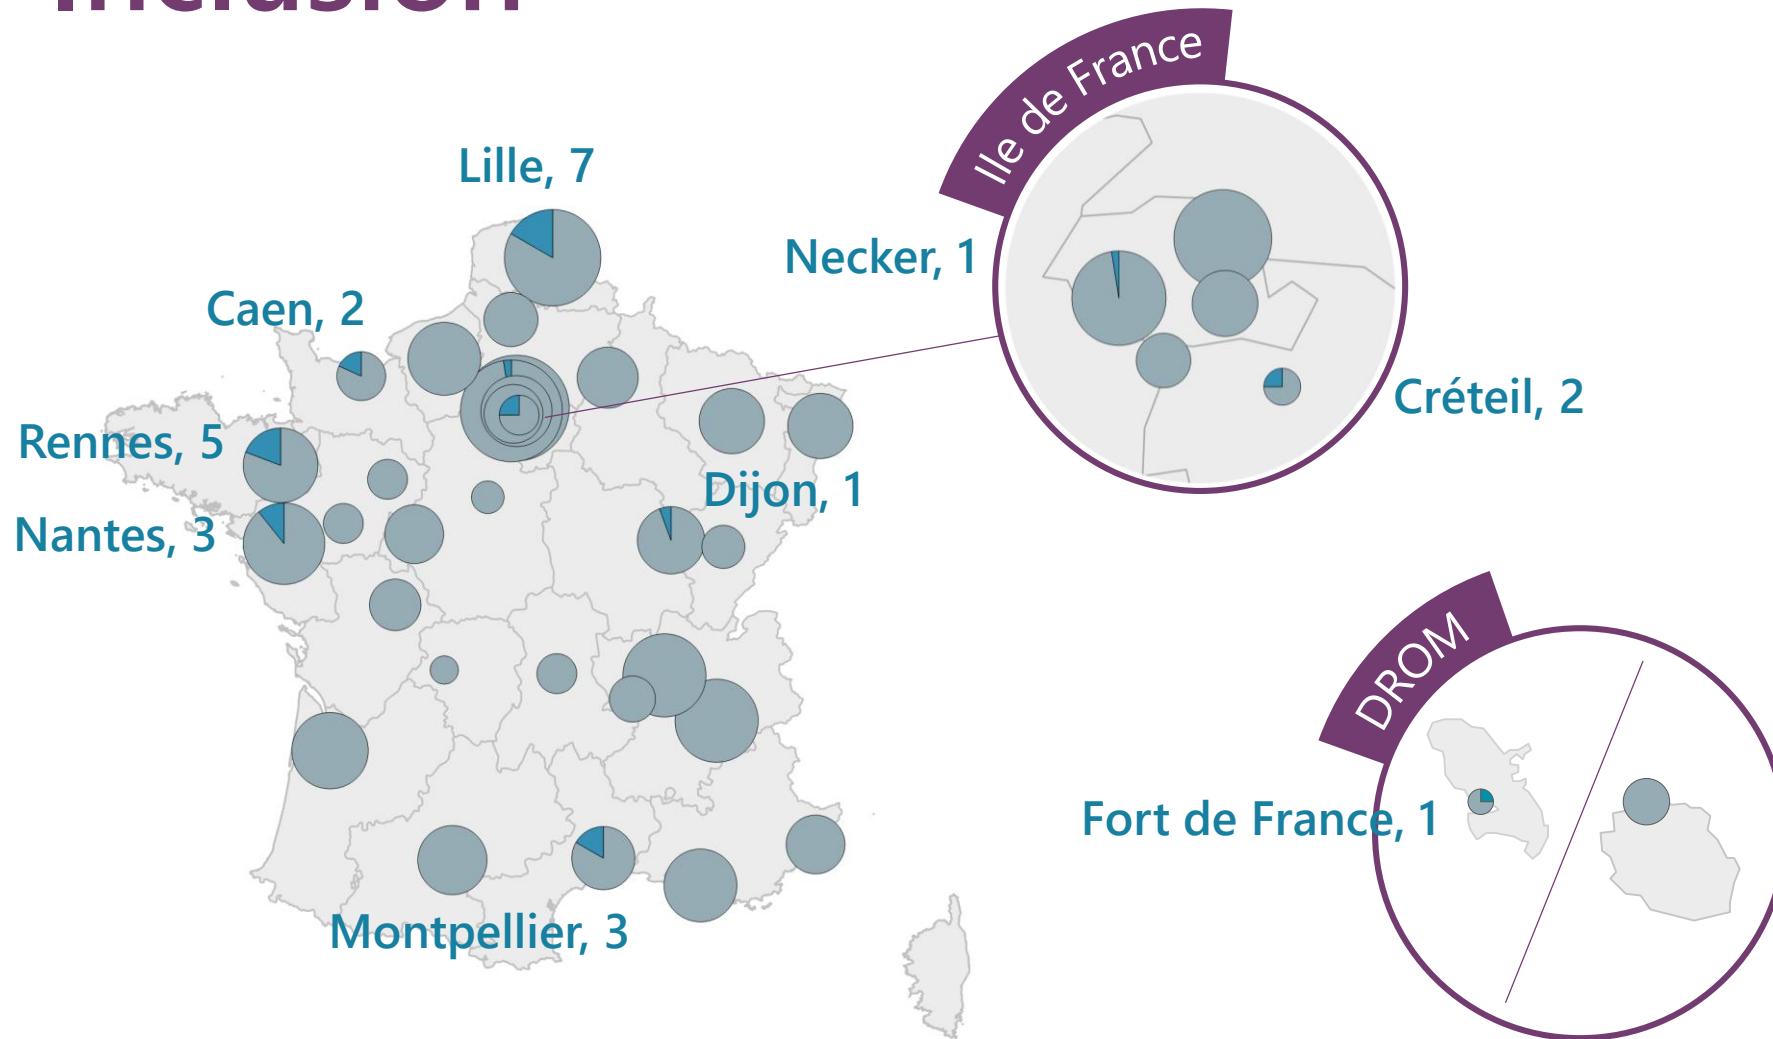 Inclusion
Ile de France
Lille, 7
Necker, 1
Caen, 2
Créteil, 2
Rennes, 5
Dijon, 1
Nantes, 3
DROM
Fort de France, 1
Montpellier, 3